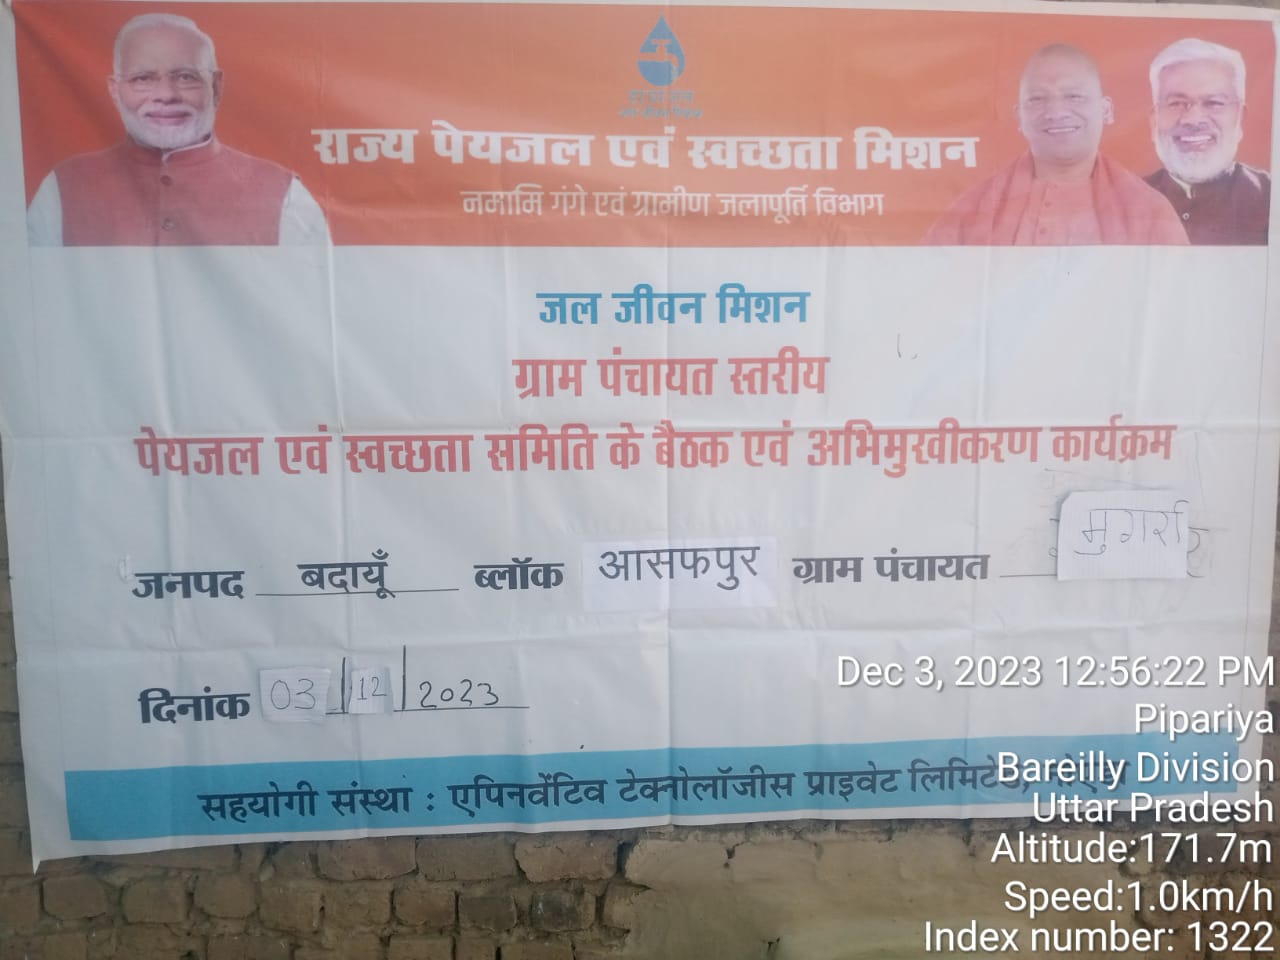 हर घर जल
राज्य पेयजल एवं स्वच्छता मिशन
नमामि गंगे एवं ग्रामीण जलापूर्ति विभाग
जल जीवन मिशन
ग्राम पंचायत स्तरीय
पेयजल एवं स्वच्छता समिति के बैठक एवं अभिमुखीकरण कार्यक्रम
जनपद बदायूँ ब्लॉक आसफपुर ग्राम पंचायत मुगर्रा
दिनांक 03/12/2023
सहयोगी संस्था : एपिनवेंटिव टेक्नोलॉजीस प्राइवेट
Dec 3, 2023 12:56:22 PM
Pipariya
Bareilly Division
Uttar Pradesh
Altitude:171.7m
Speed:1.0km/h
Index number: 1322